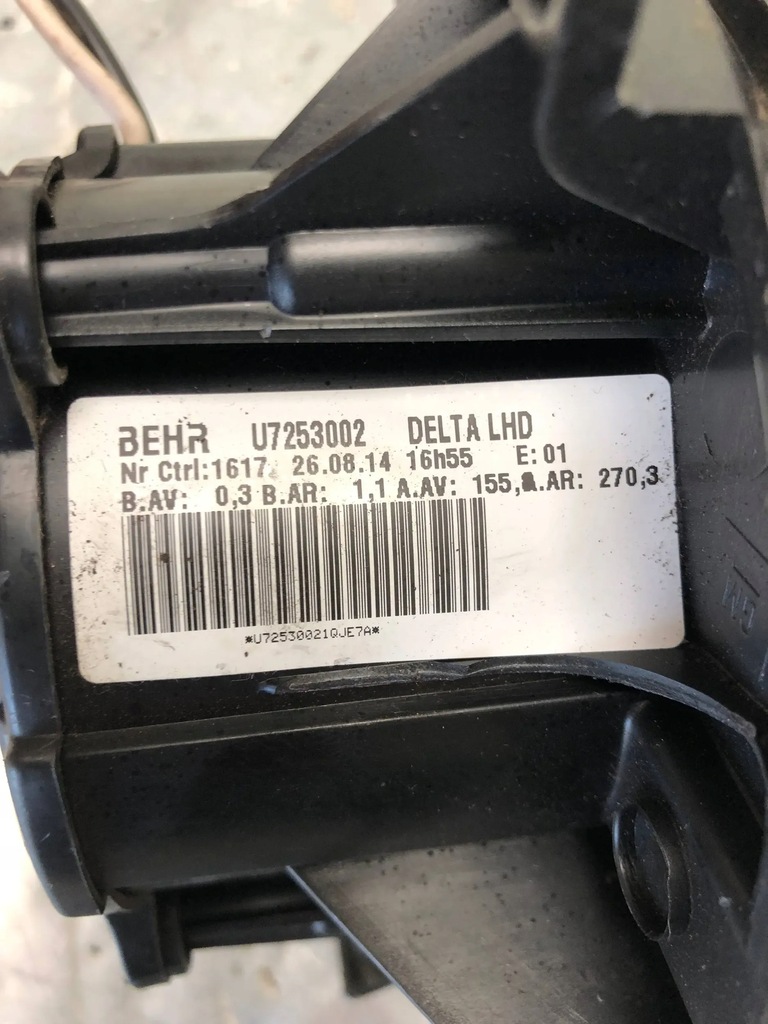 BEHR U7253002 DELTA LHD
Nr Ctrl:1617 26.08.14 16h55 E:01
B.AV: 0,3 B.AR: 1,1 A.AV: 155, .AR: 270,3
*U72530021QJE7A*
GM